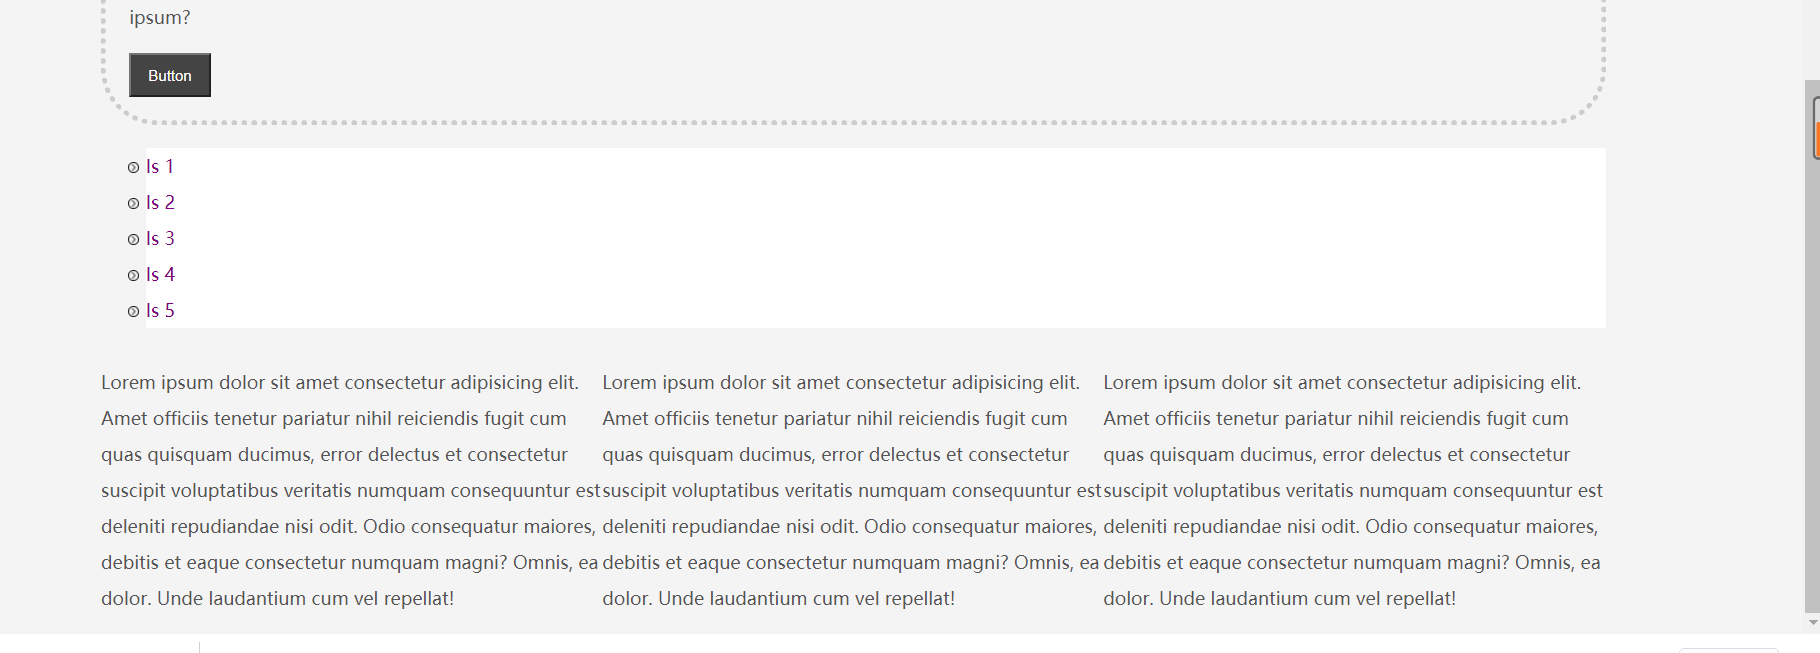 ipsum?
Button
ls 1
ls 2
ls 3
ls 4
ls 5
Lorem ipsum dolor sit amet consectetur adipisicing elit.
Amet officiis tenetur pariatur nihil reiciendis fugit cum
quas quisquam ducimus, error delectus et consectetur
suscipit voluptatibus veritatis numquam consequuntur est
deleniti repudiandae nisi odit. Odio consequatur maiores,
debitis et eaque consectetur numquam magni? Omnis, ea
dolor. Unde laudantium cum vel repellat!
Lorem ipsum dolor sit amet consectetur adipisicing elit.
Amet officiis tenetur pariatur nihil reiciendis fugit cum
quas quisquam ducimus, error delectus et consectetur
suscipit voluptatibus veritatis numquam consequuntur est
deleniti repudiandae nisi odit. Odio consequatur maiores,
debitis et eaque consectetur numquam magni? Omnis, ea
dolor. Unde laudantium cum vel repellat!
Lorem ipsum dolor sit amet consectetur adipisicing elit.
Amet officiis tenetur pariatur nihil reiciendis fugit cum
quas quisquam ducimus, error delectus et consectetur
suscipit voluptatibus veritatis numquam consequuntur est
deleniti repudiandae nisi odit. Odio consequatur maiores,
debitis et eaque consectetur numquam magni? Omnis, ea
dolor. Unde laudantium cum vel repellat!